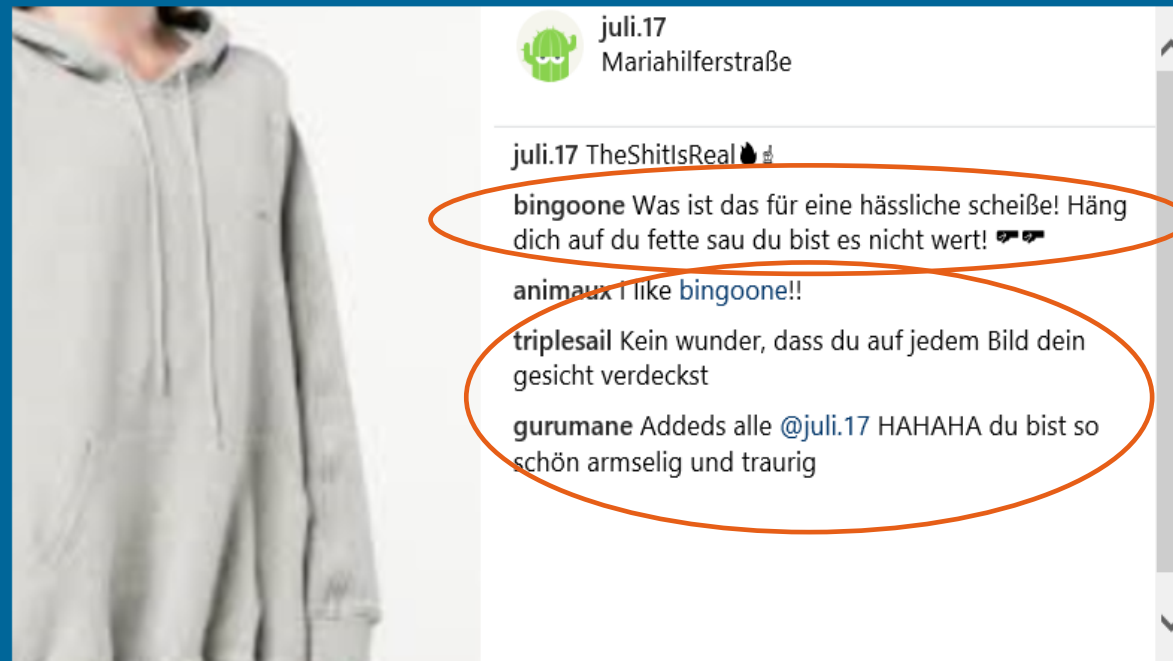 juli.17
Mariahilferstraße
juli.17 TheShitIsReal🔥☝
bingoone Was ist das für eine hässliche scheiße! Häng
dich auf du fette sau du bist es nicht wert! 🔫🔫
animaux I like bingoone!!
triplesail Kein wunder, dass du auf jedem Bild dein
gesicht verdeckst
gurumane Addeds alle @juli.17 HAHAHA du bist so
schön armselig und traurig